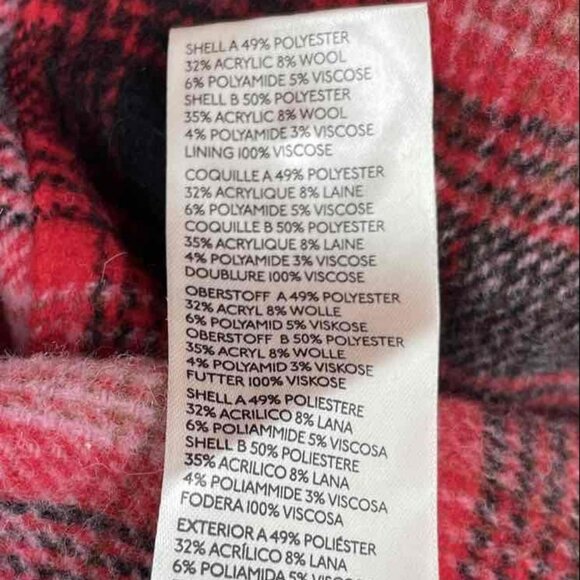 SHELL A 49% POLYESTER
32% ACRYLIC 8% WOOL
6% POLYAMIDE 5% VISCOSE
SHELL B 50% POLYESTER
35% ACRYLIC 8% WOOL
4% POLYAMIDE 3% VISCOSE
LINING 100% VISCOSE
COQUILLE A 49% POLYESTER
32% ACRYLIQUE 8% LAINE
6% POLYAMIDE 5% VISCOSE
COQUILLE B 50% POLYESTER
35% ACRYLIQUE 8% LAINE
4% POLYAMIDE 3% VISCOSE
DOUBLURE 100% VISCOSE
OBERSTOFF A 49% POLYESTER
32% ACRYL 8% WOLLE
6% POLYAMID 5% VISKOSE
OBERSTOFF B 50% POLYESTER
35% ACRYL 8% WOLLE
4% POLYAMID 3% VISKOSE
FUTTER 100% VISKOSE
SHELL A 49% POLIESTERE
32% ACRILICO 8% LANA
6% POLIAMMIDE 5% VISCOSA
SHELL B 50% POLIESTERE
35% ACRILICO 8% LANA
4% POLIAMMIDE 3% VISCOSA
FODERA 100% VISCOSA
EXTERIOR A 49% POLIÉSTER
32% ACRÍLICO 8% LANA
6% POLIAMIDA 5% VISCOSA